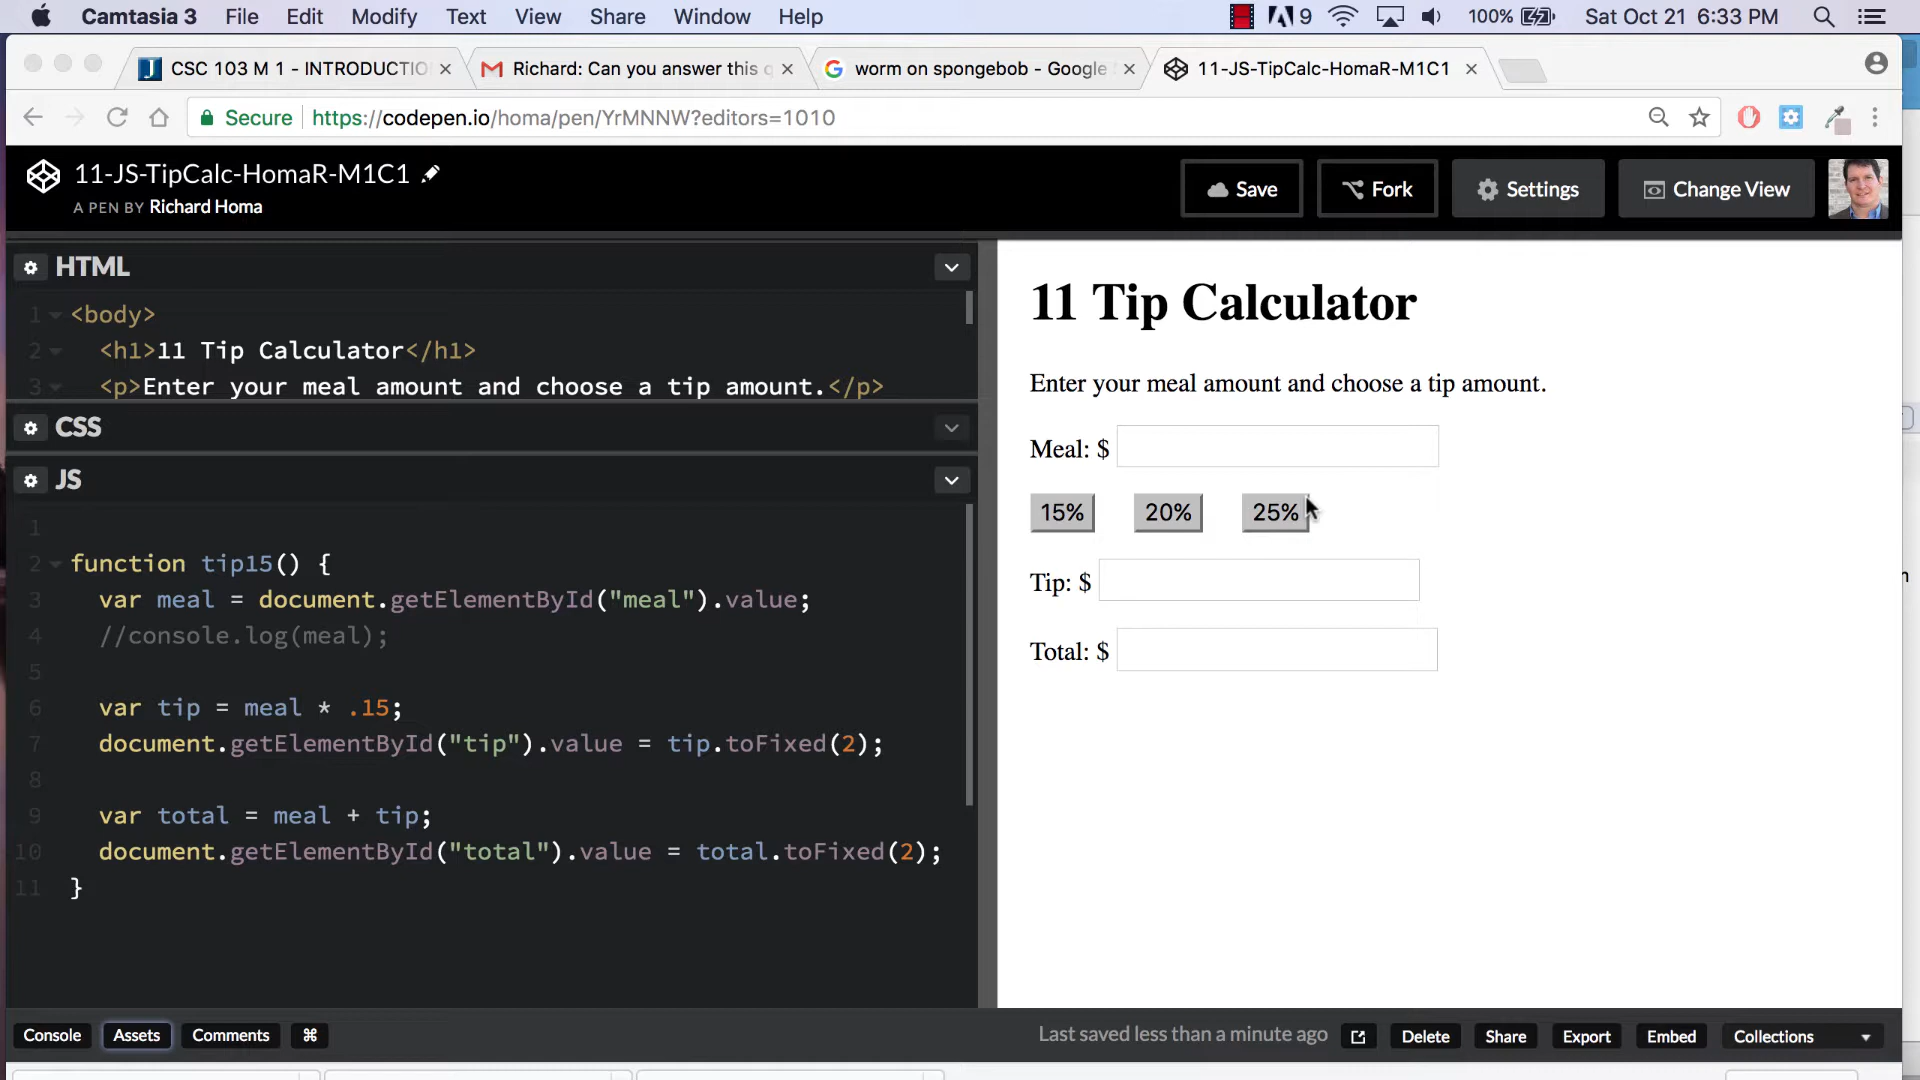 Camtasia 3 File Edit Modify Text View Share Window Help 9 100% Sat Oct 21 6:33 PM
CSC 103 M 1 - INTRODUCTIO Richard: Can you answer this q worm on spongebob - Google 11-JS-TipCalc-HomaR-M1C1
Secure https://codepen.io/homa/pen/YrMNNW?editors=1010
11-JS-TipCalc-HomaR-M1C1
A PEN BY Richard Homa
Save Fork Settings Change View
HTML
1 <body>
2 <h1>11 Tip Calculator</h1>
3 <p>Enter your meal amount and choose a tip amount.</p>
CSS
JS
1
2 function tip15() {
3 var meal = document.getElementById("meal").value;
4 //console.log(meal);
5
6 var tip = meal * .15;
7 document.getElementById("tip").value = tip.toFixed(2);
8
9 var total = meal + tip;
10 document.getElementById("total").value = total.toFixed(2);
11 }
11 Tip Calculator
Enter your meal amount and choose a tip amount.
Meal: $
15% 20% 25%
Tip: $
Total: $
Console Assets Comments ⌘ Last saved less than a minute ago Delete Share Export Embed Collections